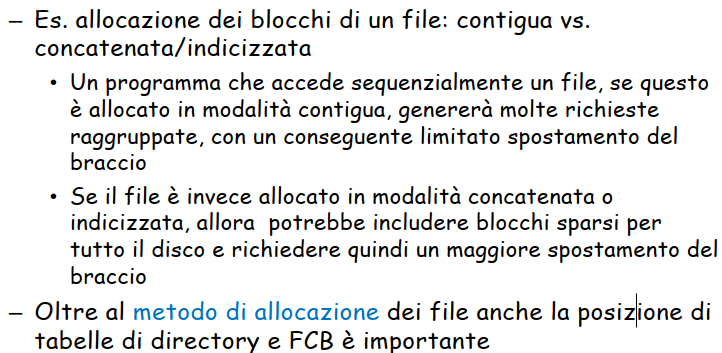 – Es. allocazione dei blocchi di un file: contigua vs.
concatenata/indicizzata
• Un programma che accede sequenzialmente un file, se questo
è allocato in modalità contigua, genererà molte richieste
raggruppate, con un conseguente limitato spostamento del
braccio
• Se il file è invece allocato in modalità concatenata o
indicizzata, allora potrebbe includere blocchi sparsi per
tutto il disco e richiedere quindi un maggiore spostamento del
braccio
– Oltre al metodo di allocazione dei file anche la posizione di
tabelle di directory e FCB è importante